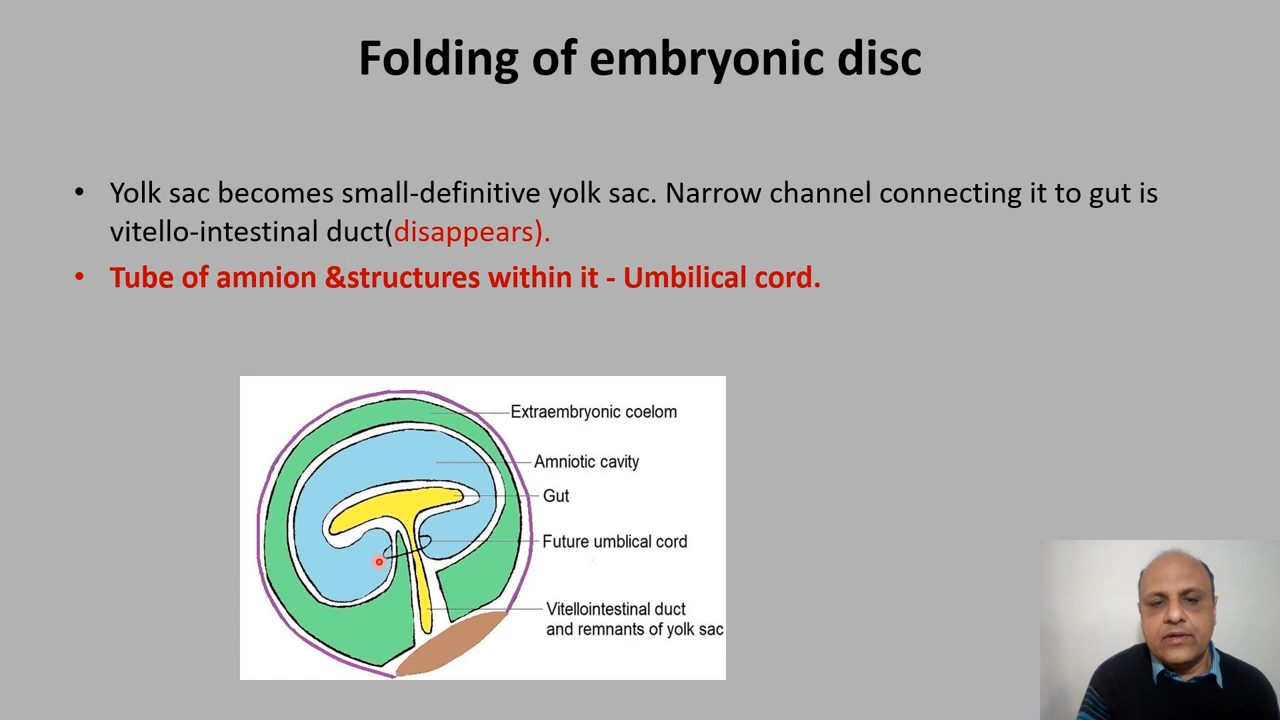 Folding of embryonic disc
• Yolk sac becomes small-definitive yolk sac. Narrow channel connecting it to gut is
vitello-intestinal duct(disappears).
• Tube of amnion &structures within it - Umbilical cord.
Extraembryonic coelom
Amniotic cavity
Gut
Future umblical cord
Vitellointestinal duct
and remnants of yolk sac